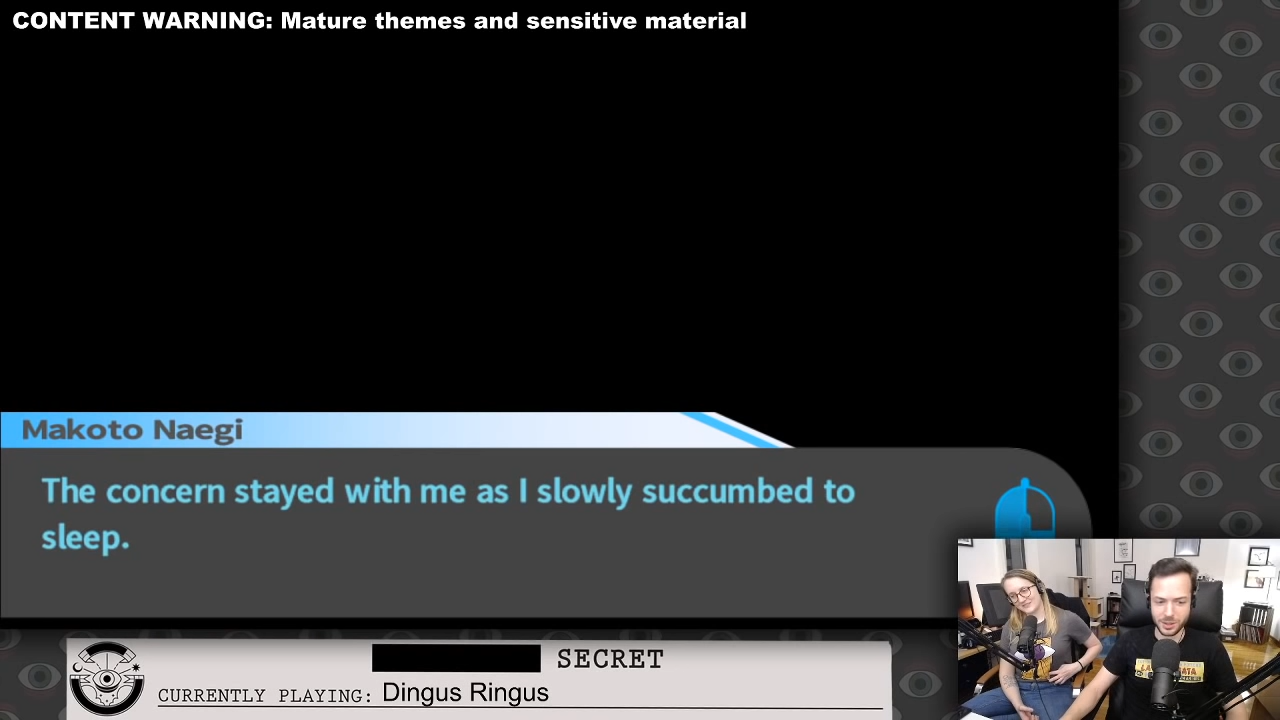 CONTENT WARNING: Mature themes and sensitive material
Makoto Naegi
The concern stayed with me as I slowly succumbed to
sleep.
SECRET
CURRENTLY PLAYING: Dingus Ringus